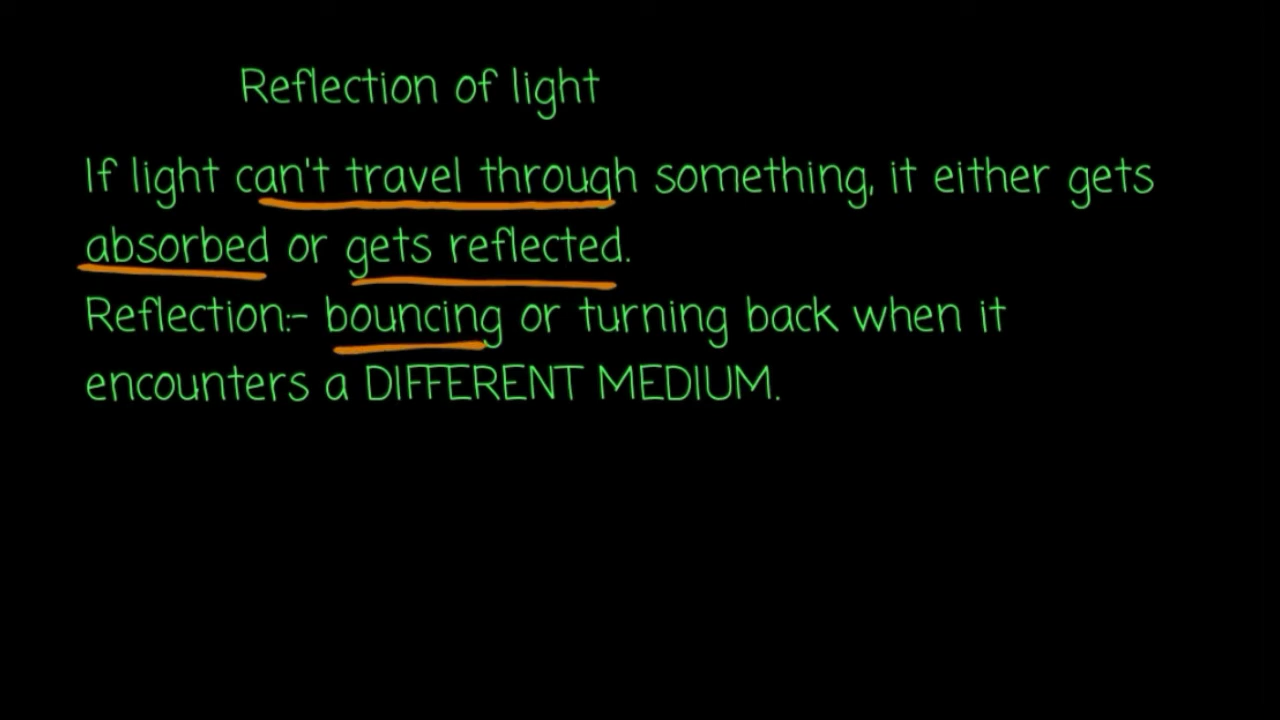 Reflection of light
If light can't travel through something, it either gets
absorbed or gets reflected.
Reflection:- bouncing or turning back when it
encounters a DIFFERENT MEDIUM.